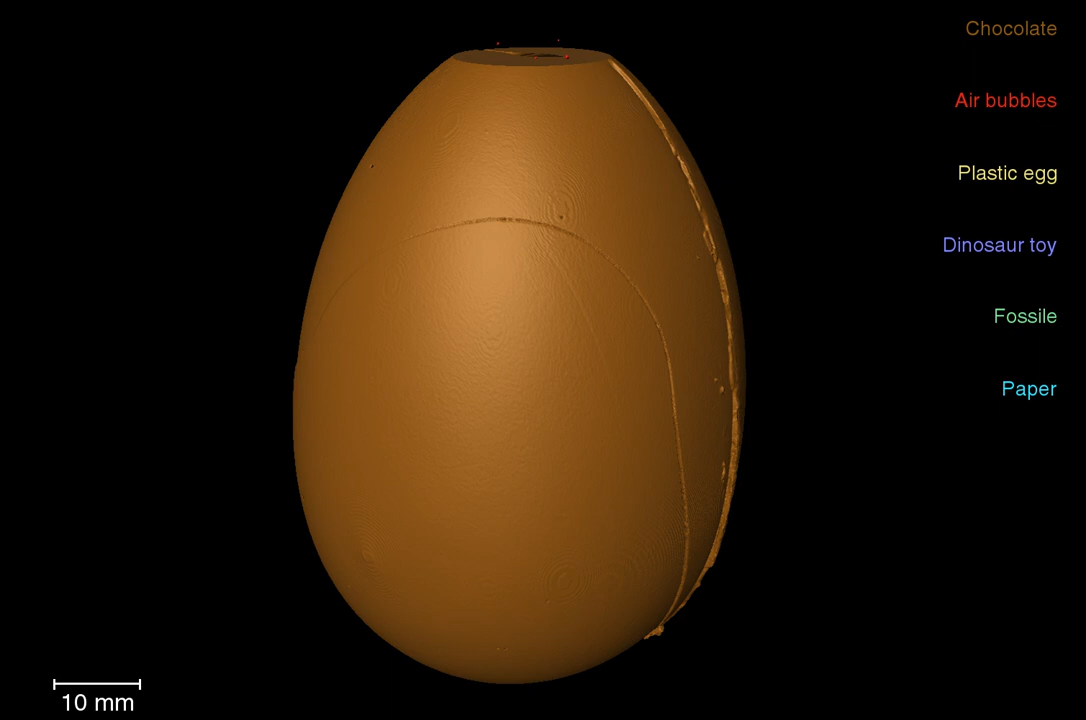 Chocolate
Air bubbles
Plastic egg
Dinosaur toy
Fossile
Paper
10 mm